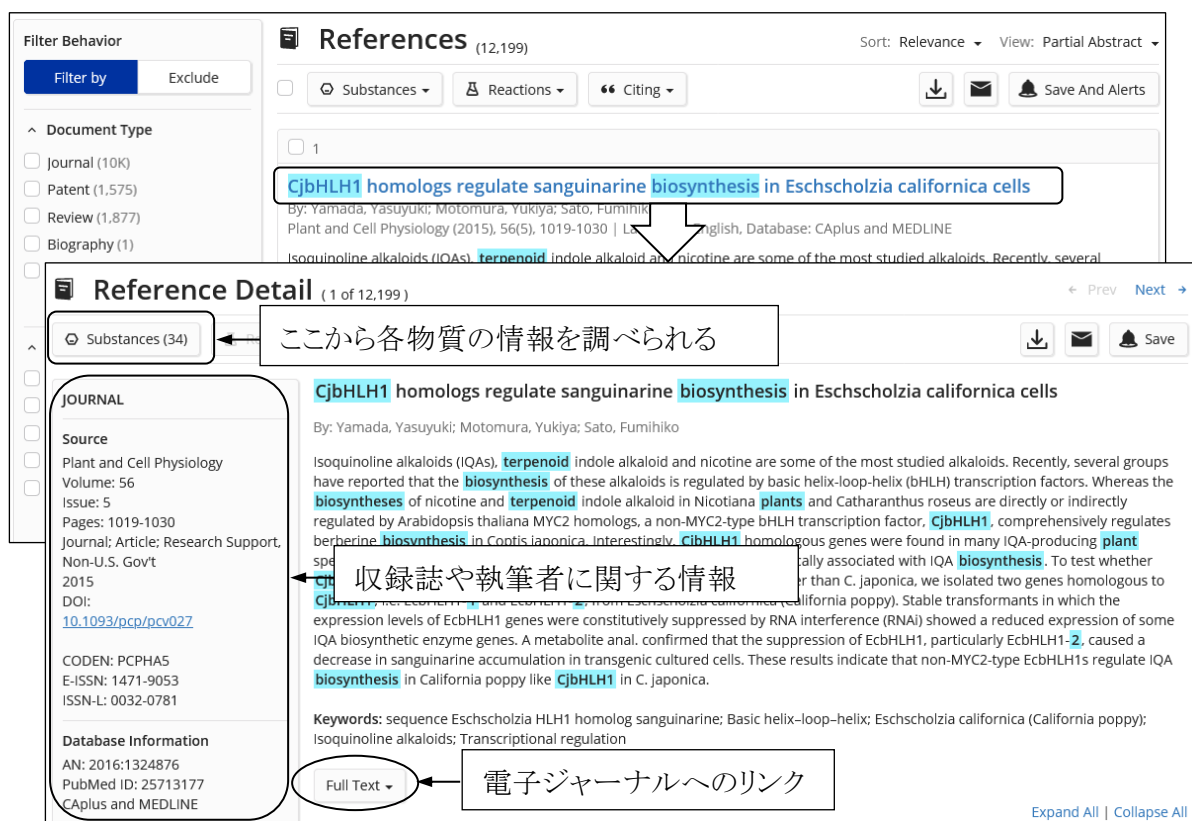 Filter Behavior
Filter by
Exclude
Document Type
Journal (10K)
Patent (1,575)
Review (1,877)
Biography (1)
References (12,199)
Sort: Relevance
View: Partial Abstract
Substances
Reactions
Citing
Save And Alerts
1
CjbHLH1 homologs regulate sanguinarine biosynthesis in Eschscholzia californica cells
By: Yamada, Yasuyuki; Motomura, Yukiya; Sato, Fumihik
Plant and Cell Physiology (2015), 56(5), 1019-1030 | La English, Database: CAplus and MEDLINE
Isoquinoline alkaloids (IQAs), terpenoid indole alkaloid and nicotine are some of the most studied alkaloids. Recently, several
Reference Detail ( 1 of 12,199 )
Prev
Next
Substances (34)
ここから各物質の情報を調べられる
Save
JOURNAL
Source
Plant and Cell Physiology
Volume: 56
Issue: 5
Pages: 1019-1030
Journal; Article; Research Support,
Non-U.S. Gov't
2015
DOI:
10.1093/pcp/pcv027
CODEN: PCPHA5
E-ISSN: 1471-9053
ISSN-L: 0032-0781
Database Information
AN: 2016:1324876
PubMed ID: 25713177
CAplus and MEDLINE
CjbHLH1 homologs regulate sanguinarine biosynthesis in Eschscholzia californica cells
By: Yamada, Yasuyuki; Motomura, Yukiya; Sato, Fumihiko
Isoquinoline alkaloids (IQAs), terpenoid indole alkaloid and nicotine are some of the most studied alkaloids. Recently, several groups
have reported that the biosynthesis of these alkaloids is regulated by basic helix-loop-helix (bHLH) transcription factors. Whereas the
biosyntheses of nicotine and terpenoid indole alkaloid in Nicotiana plants and Catharanthus roseus are directly or indirectly
regulated by Arabidopsis thaliana MYC2 homologs, a non-MYC2-type bHLH transcription factor, CjbHLH1, comprehensively regulates
berberine biosynthesis in Coptis japonica. Interestingly, CjbHLH1 homologous genes were found in many IQA-producing plant
cally associated with IQA biosynthesis. To test whether
収録誌や執筆者に関する情報
er than C. japonica, we isolated two genes homologous to
California poppy). Stable transformants in which the
expression levels of EcbHLH1 genes were constitutively suppressed by RNA interference (RNAi) showed a reduced expression of some
IQA biosynthetic enzyme genes. A metabolite anal. confirmed that the suppression of EcbHLH1, particularly EcbHLH1-2, caused a
decrease in sanguinarine accumulation in transgenic cultured cells. These results indicate that non-MYC2-type EcbHLH1s regulate IQA
biosynthesis in California poppy like CjbHLH1 in C. japonica.
Keywords: sequence Eschscholzia HLH1 homolog sanguinarine; Basic helix–loop–helix; Eschscholzia californica (California poppy);
Isoquinoline alkaloids; Transcriptional regulation
Full Text
電子ジャーナルへのリンク
Expand All | Collapse All